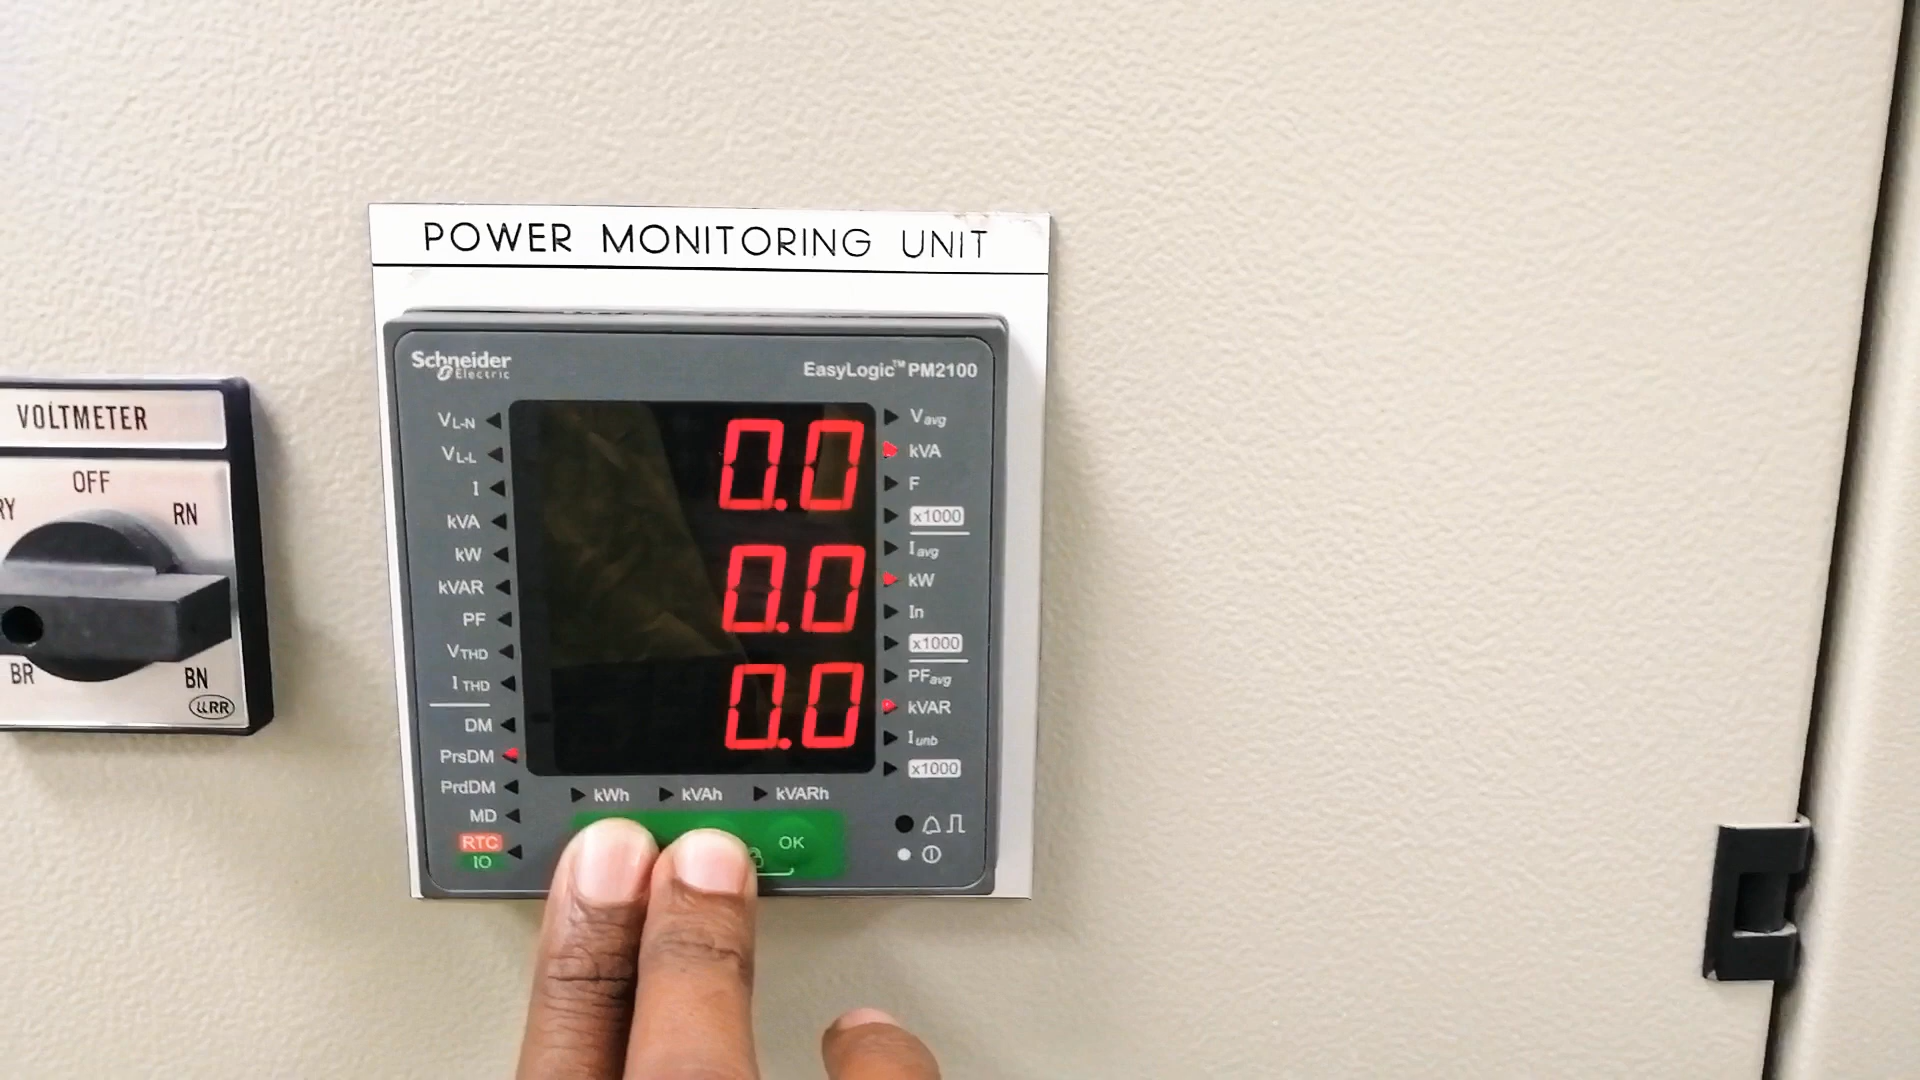 POWER MONITORING UNIT
Schneider
Electric
EasyLogic™ PM2100
VL-N
VL-L
I
kVA
kW
kVAR
PF
VTHD
ITHD
DM
PrsDM
PrdDM
MD
RTC
IO
0.0
0.0
0.0
Vavg
kVA
F
x1000
Iavg
kW
In
x1000
PFavg
kVAR
Iunb
x1000
kWh
kVAh
kVARh
OK
VOLTMETER
OFF
RY
RN
BR
BN